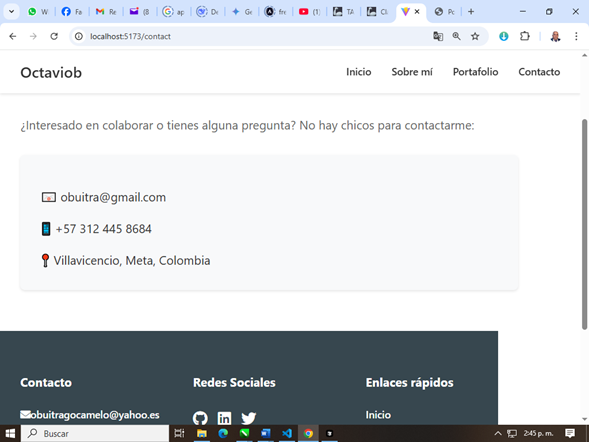 W
Fa
Re
(8
ap
De
Ge
fre
(1)
TA
Cl
Po
localhost:5173/contact
Octaviob
Inicio Sobre mí Portafolio Contacto
¿Interesado en colaborar o tienes alguna pregunta? No hay chicos para contactarme:
obuitra@gmail.com
+57 312 445 8684
Villavicencio, Meta, Colombia
Contacto Redes Sociales Enlaces rápidos
obuitragocamelo@yahoo.es Inicio
Buscar
2:45 p. m.